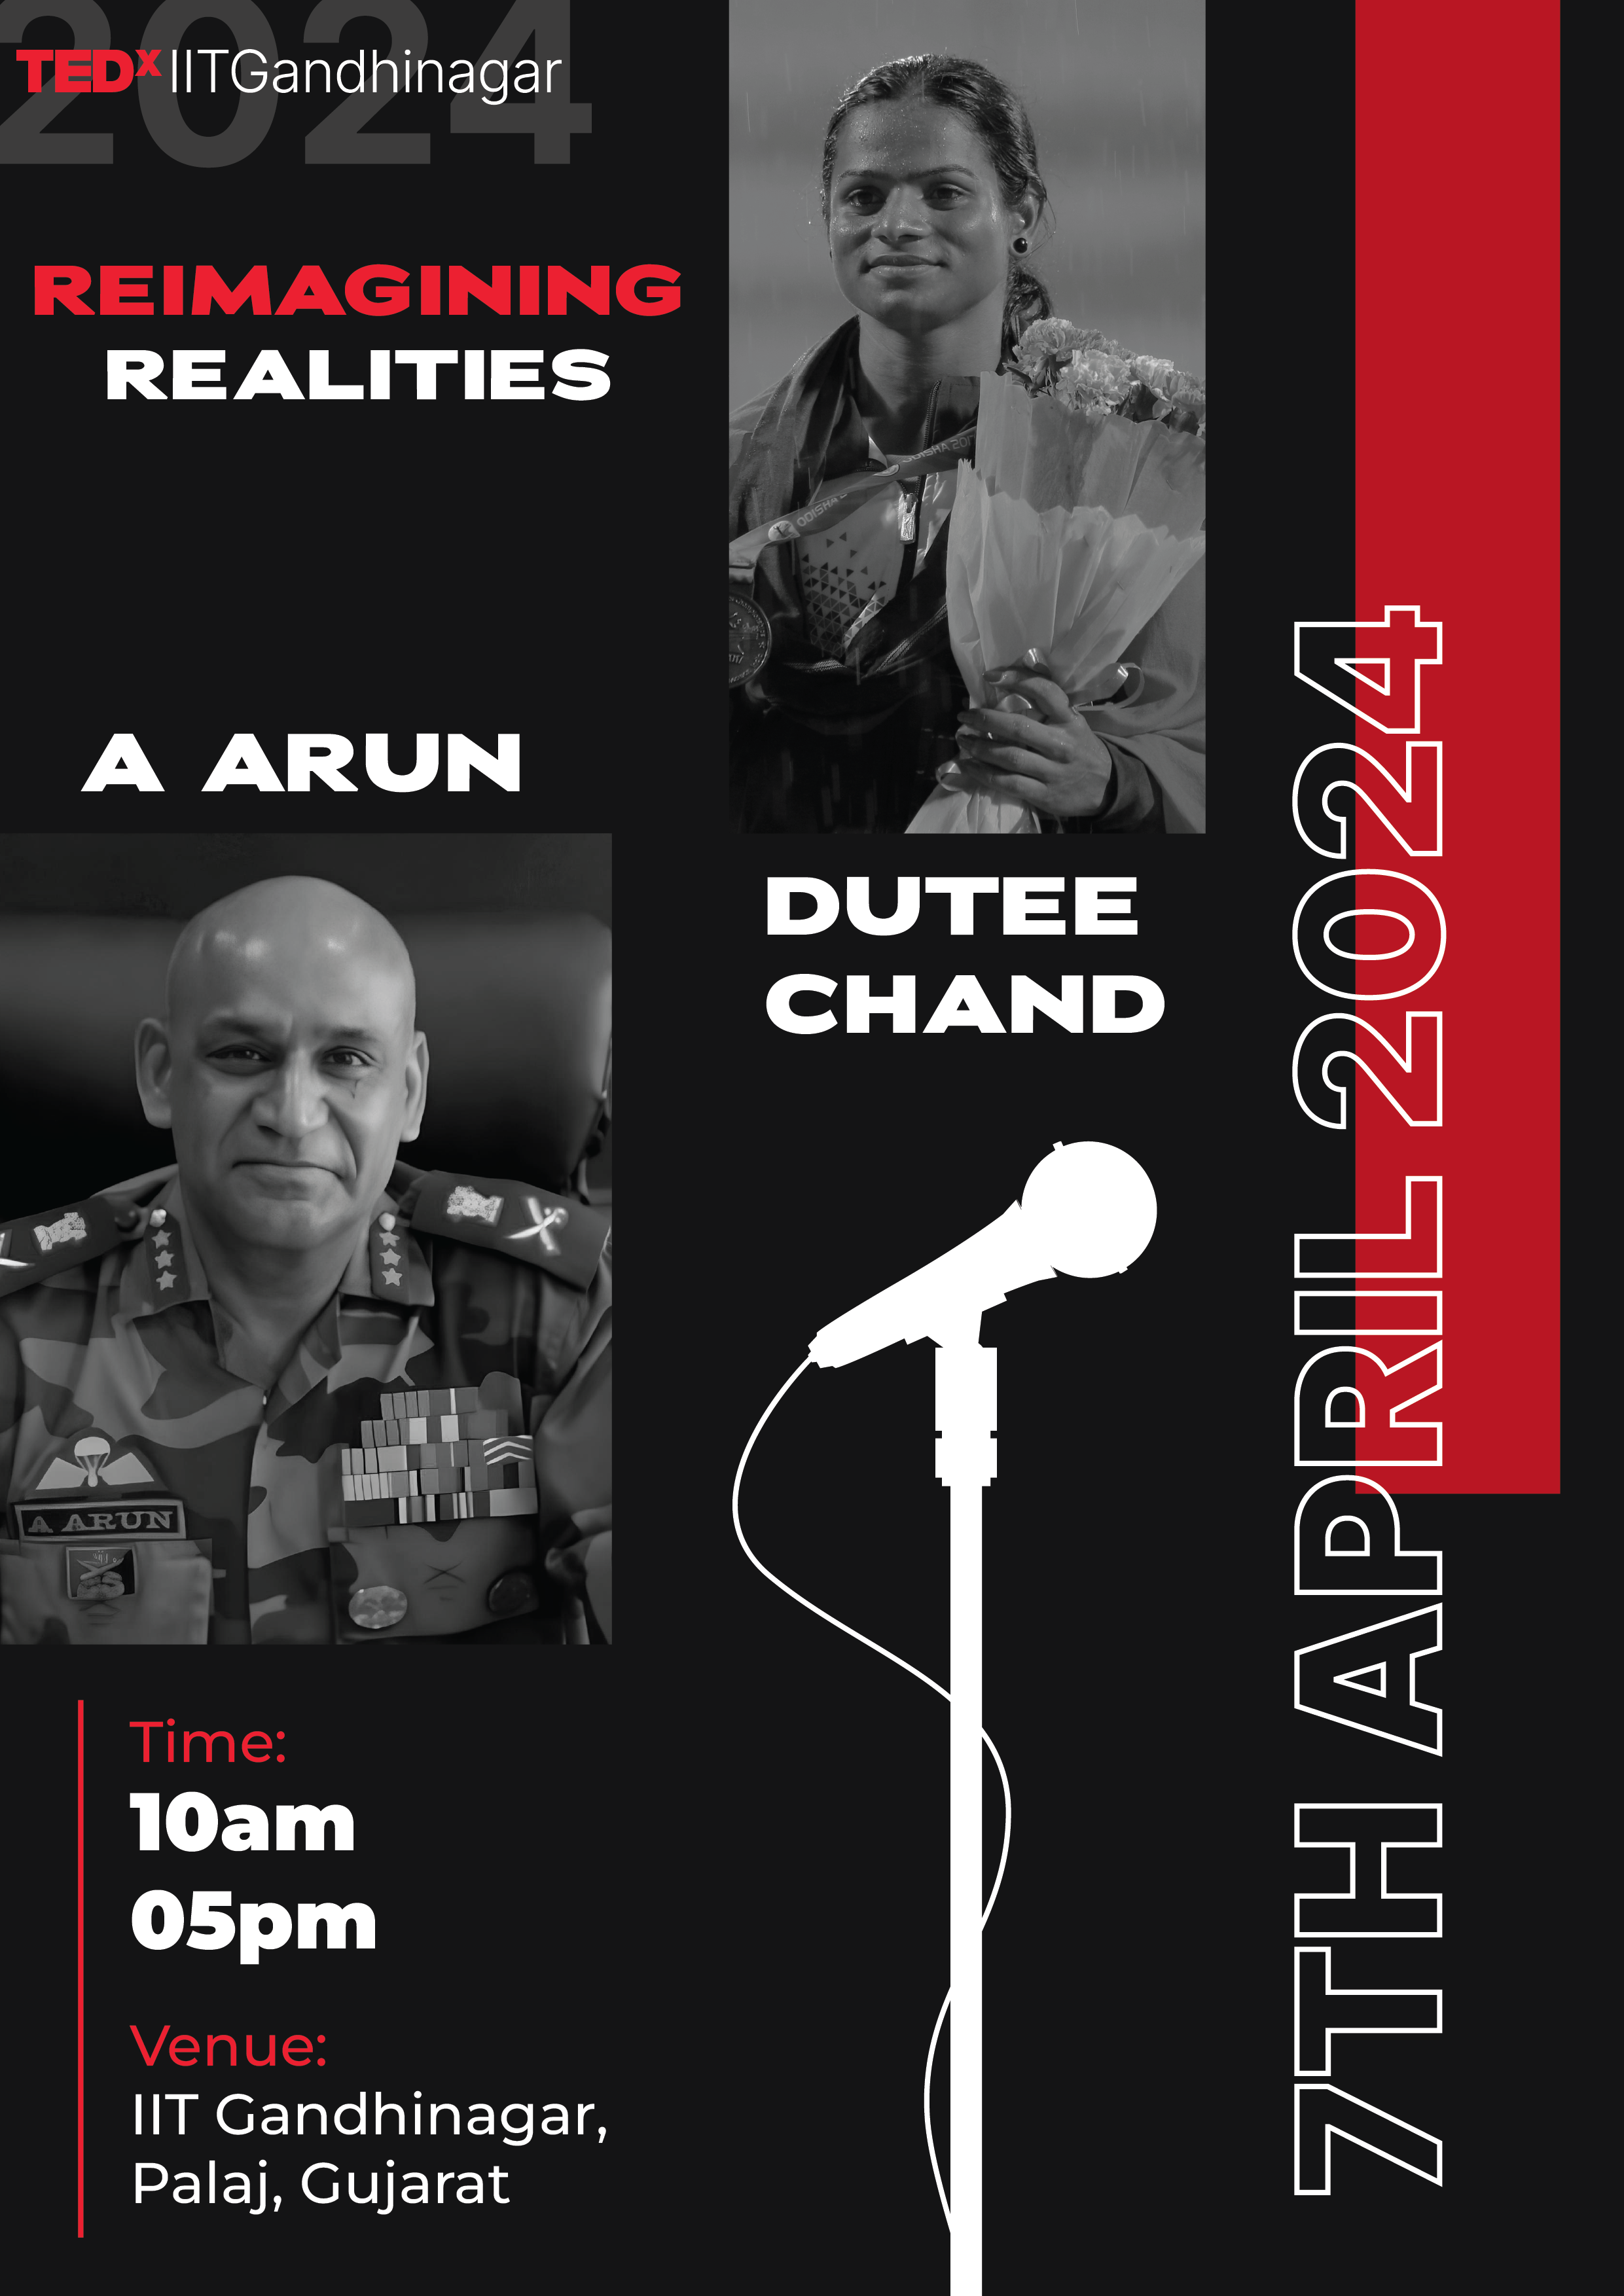 2024
TEDx IITGandhinagar
REIMAGINING
REALITIES
A ARUN
DUTEE
CHAND
ODISHA
A ARUN
Time:
10am
05pm
Venue:
IIT Gandhinagar,
Palaj, Gujarat
7TH APRIL 2024